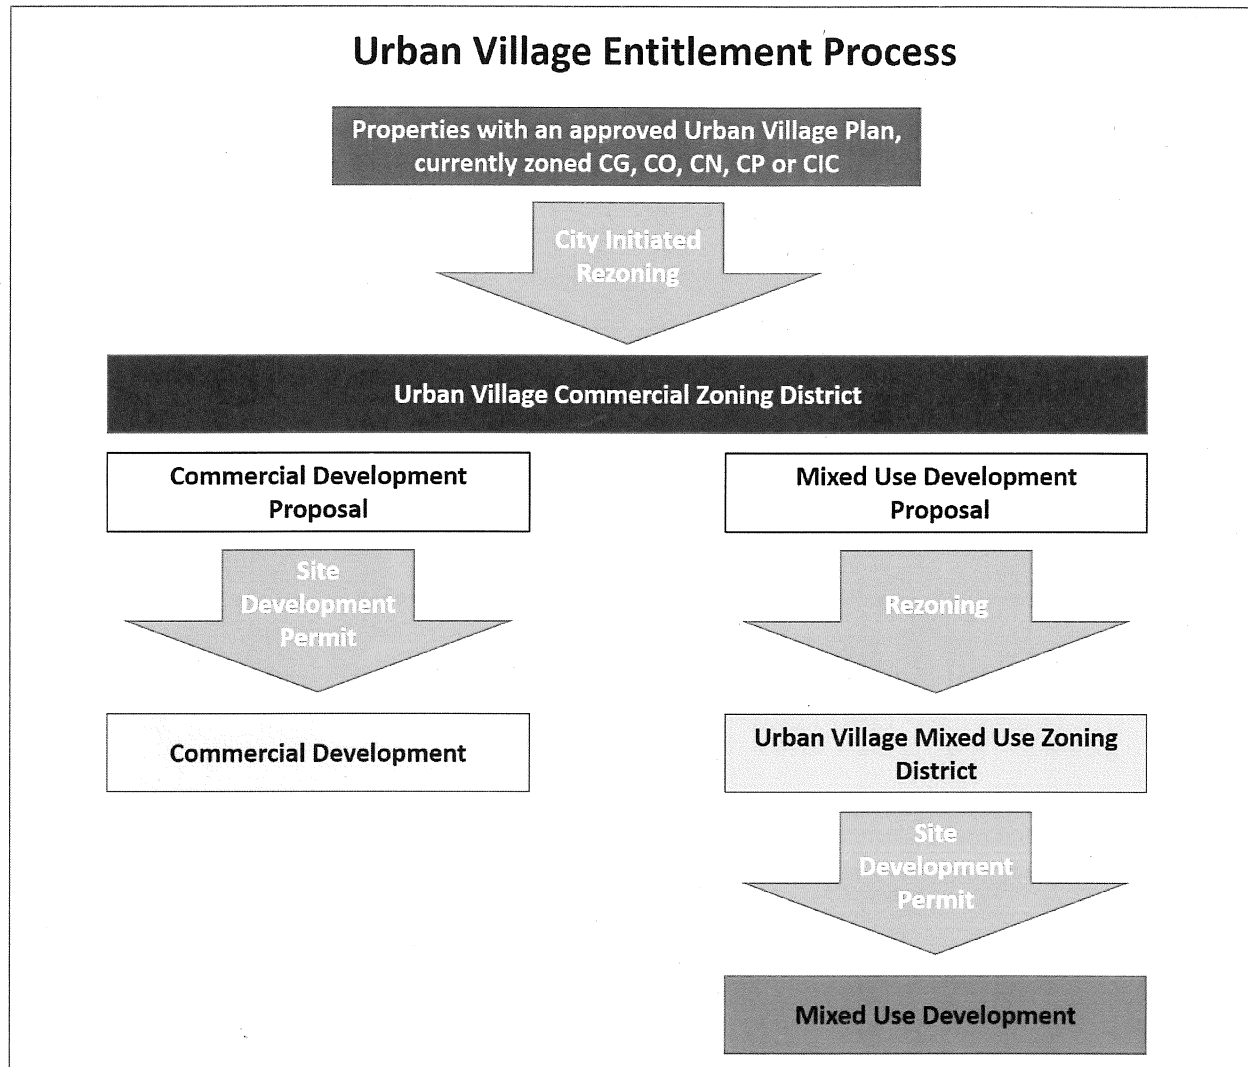 Urban Village Entitlement Process
Properties with an approved Urban Village Plan,
currently zoned CG, CO, CN, CP or CIC
City Initiated
Rezoning
Urban Village Commercial Zoning District
Commercial Development
Proposal
Mixed Use Development
Proposal
Site
Development
Permit
Rezoning
Commercial Development
Urban Village Mixed Use Zoning
District
Site
Development
Permit
Mixed Use Development